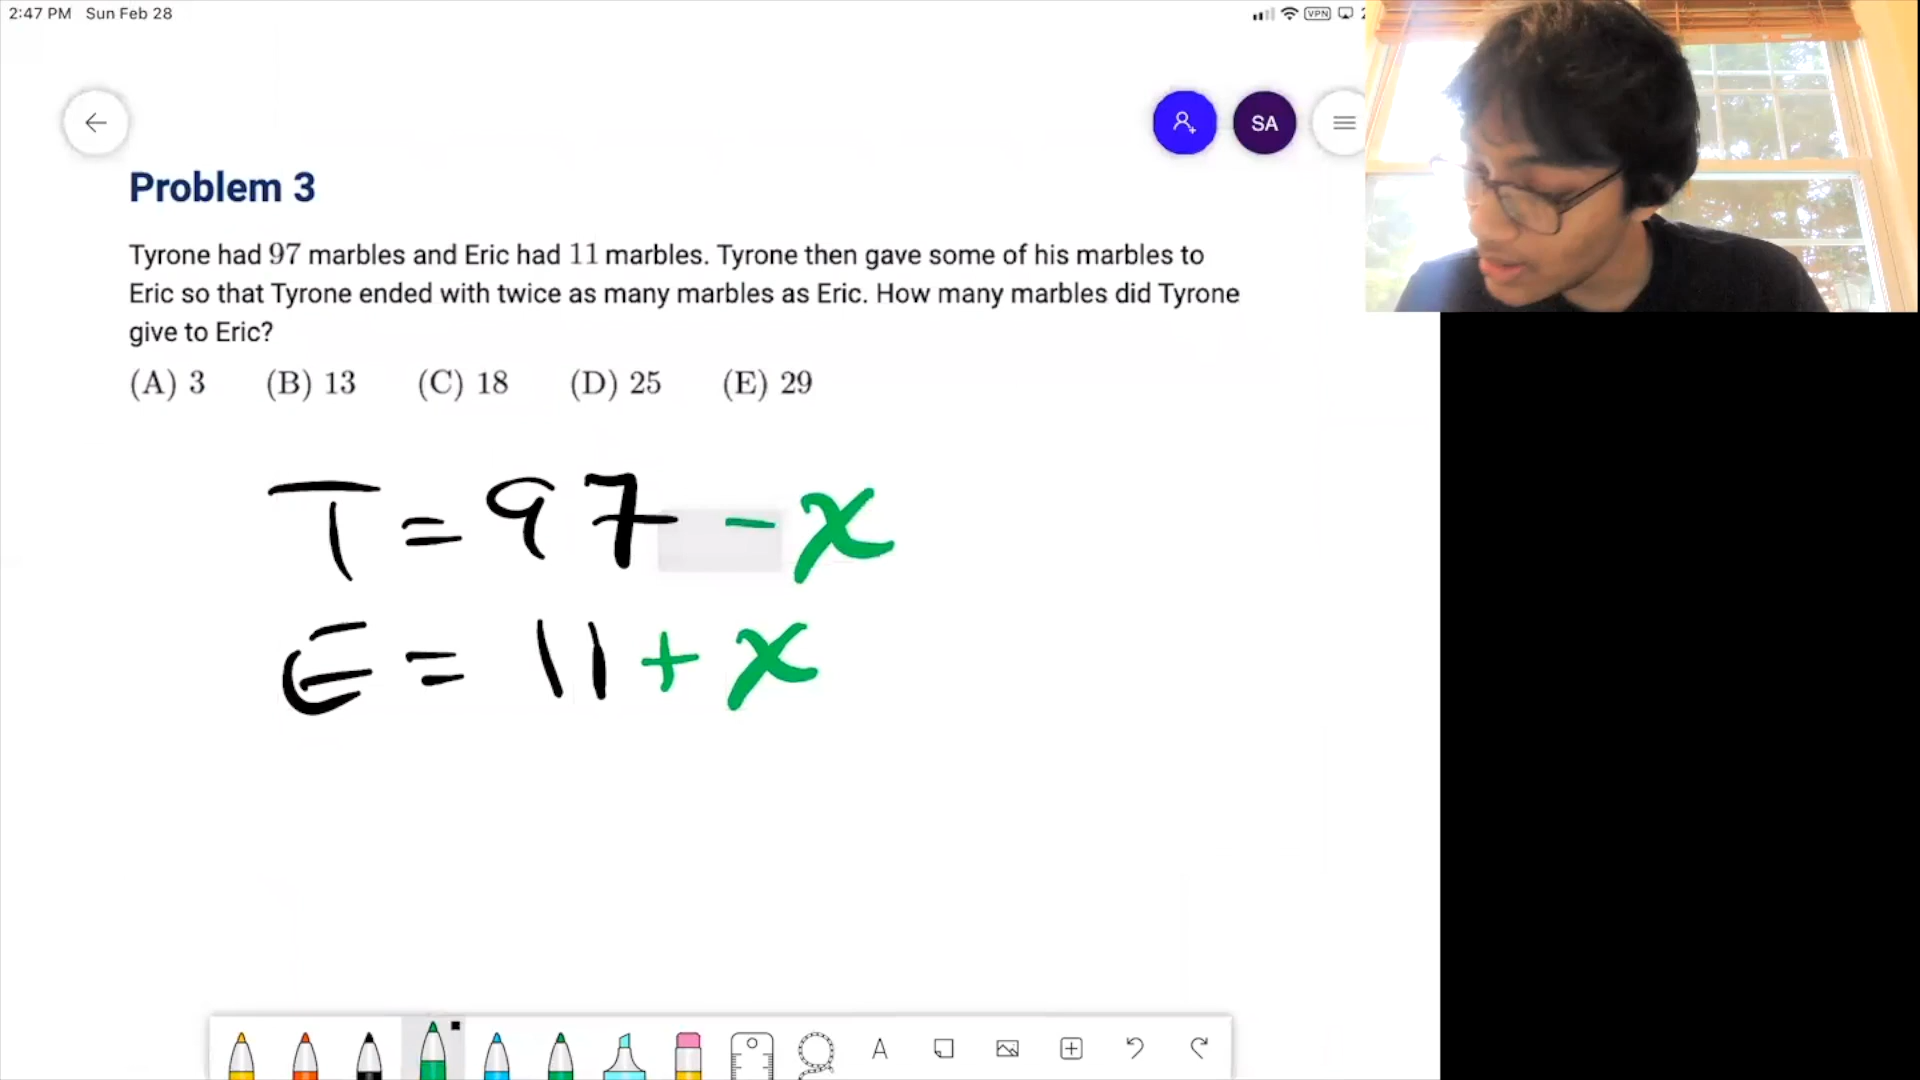 2:47 PM Sun Feb 28
VPN
SA
Problem 3
Tyrone had 97 marbles and Eric had 11 marbles. Tyrone then gave some of his marbles to
Eric so that Tyrone ended with twice as many marbles as Eric. How many marbles did Tyrone
give to Eric?
(A) 3 (B) 13 (C) 18 (D) 25 (E) 29
T = 97 - x
E = 11 + x
A